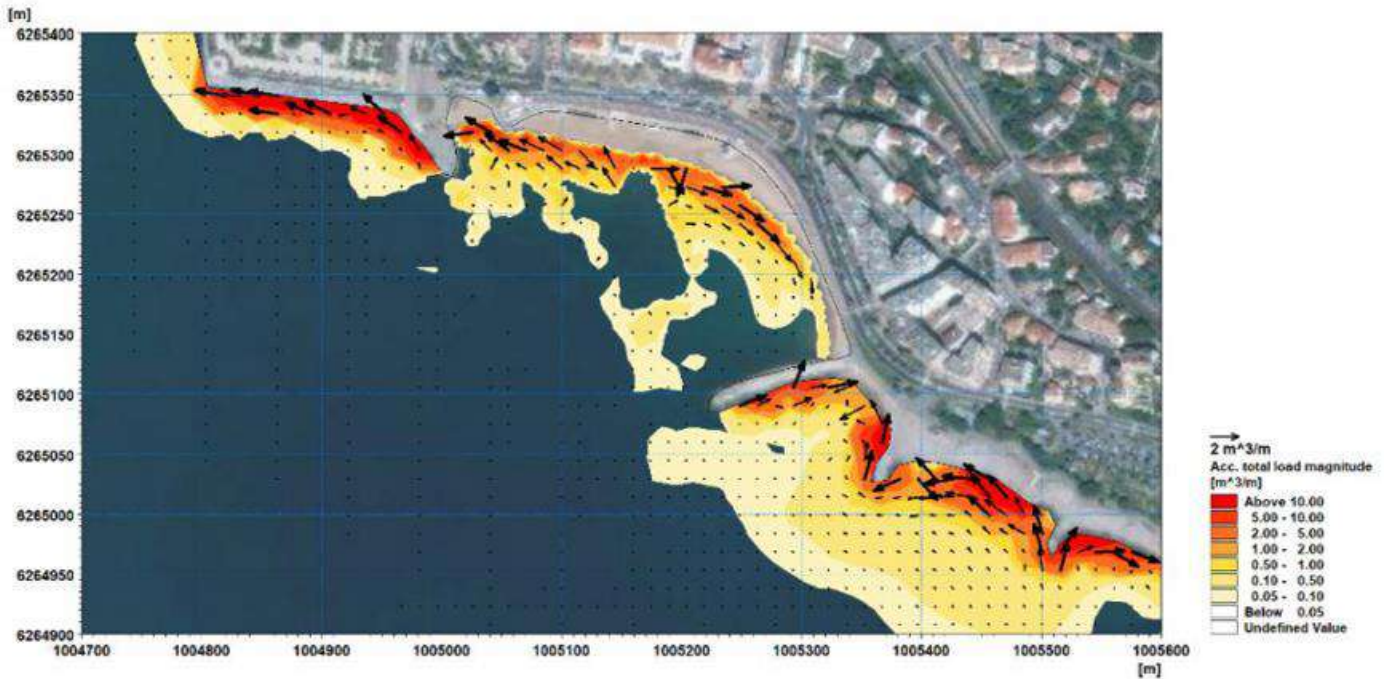 [m]
6265400
6265350
6265300
6265250
6265200
6265150
6265100
6265050
6265000
6264950
6264900
1004700 1004800 1004900 1005000 1005100 1005200 1005300 1005400 1005500 1005600
[m]
2 m^3/m
Acc. total load magnitude
[m^3/m]
Above 10.00
5.00 - 10.00
2.00 - 5.00
1.00 - 2.00
0.50 - 1.00
0.10 - 0.50
0.05 - 0.10
Below 0.05
Undefined Value